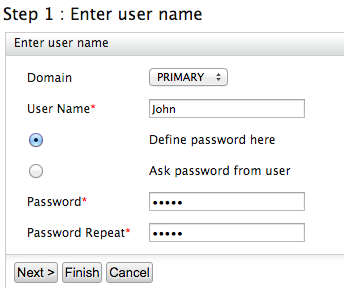 Step 1 : Enter user name
Enter user name
Domain PRIMARY
User Name* John
Define password here
Ask password from user
Password* •••••
Password Repeat* •••••
Next > Finish Cancel